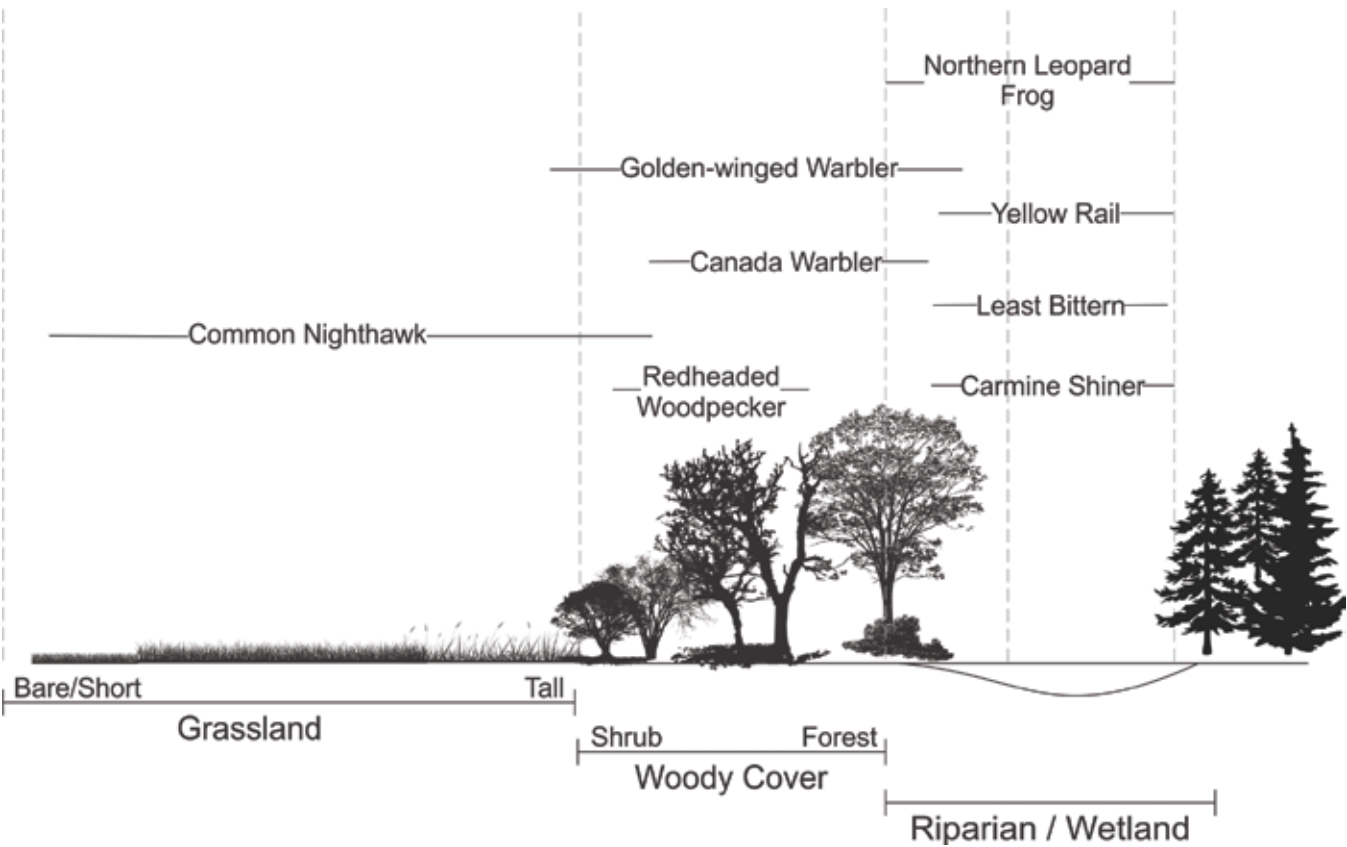 Northern Leopard
Frog
Golden-winged Warbler
Yellow Rail
Canada Warbler
Least Bittern
Common Nighthawk
Redheaded
Woodpecker
Carmine Shiner
Bare/Short
Tall
Grassland
Shrub
Forest
Woody Cover
Riparian / Wetland